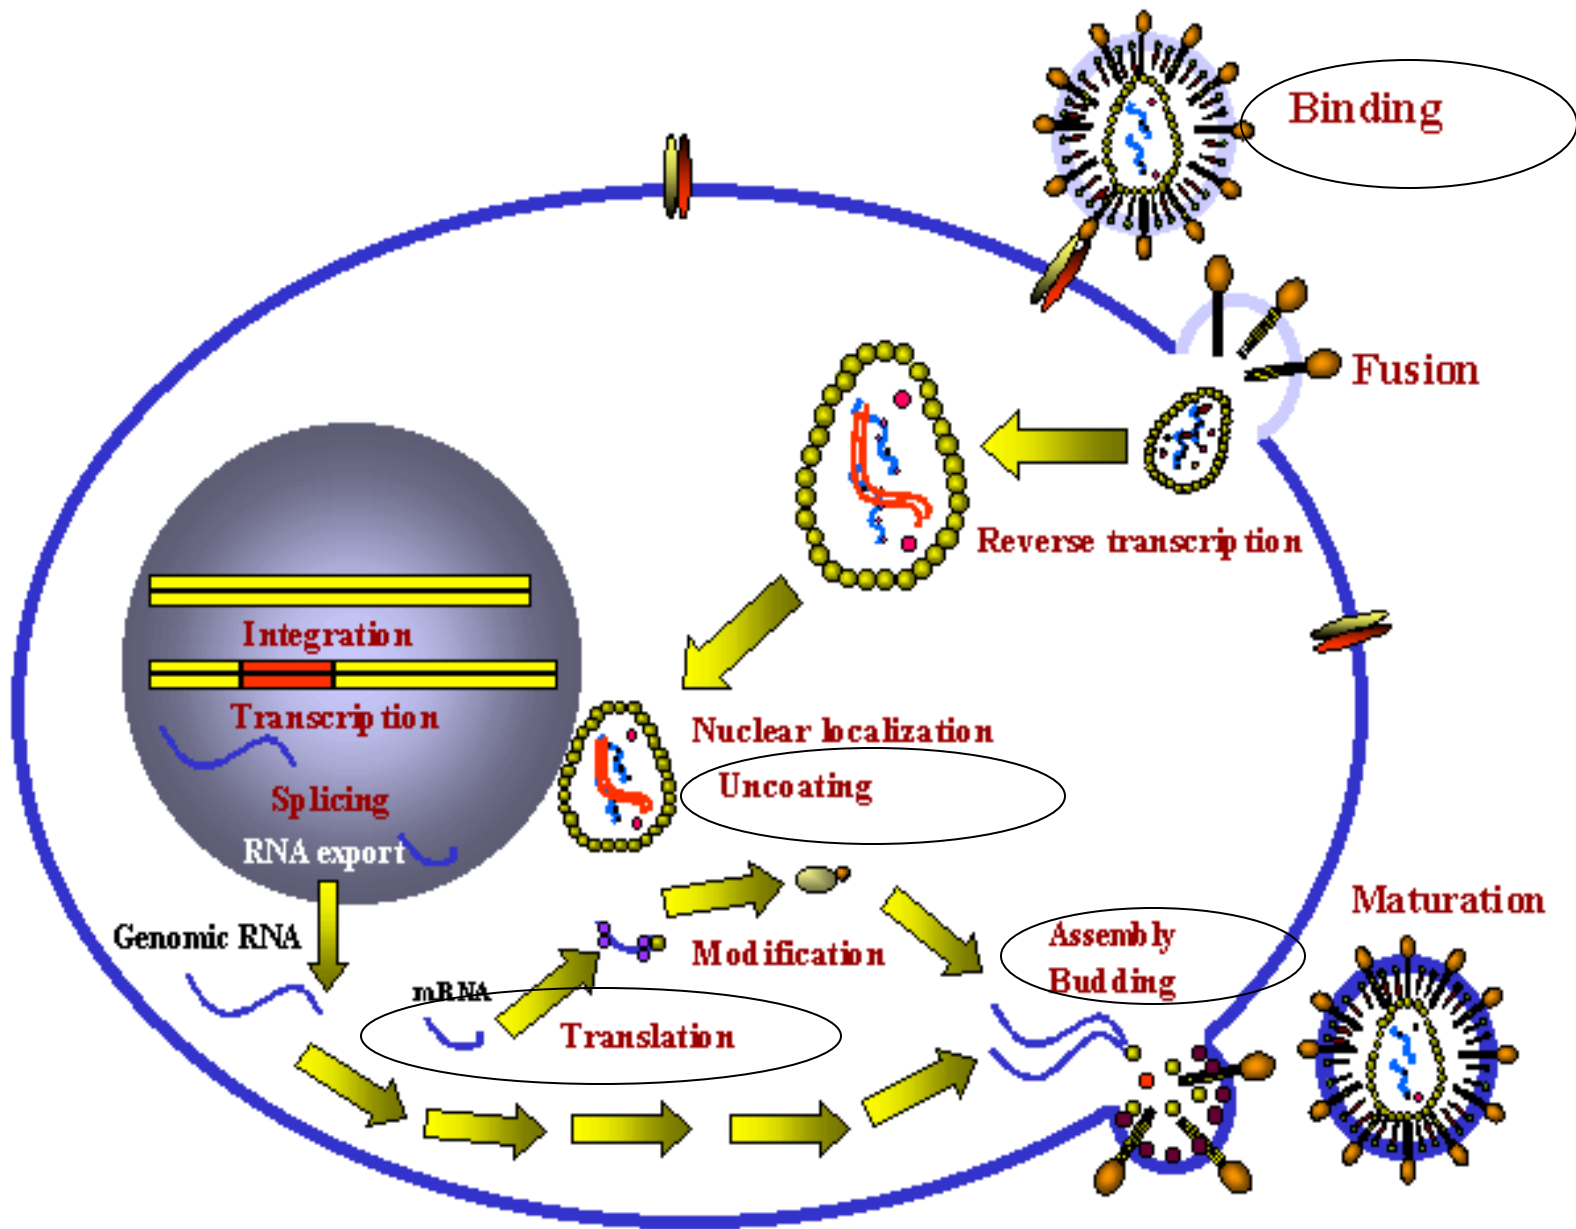 Binding
Fusion
Reverse transcription
Integration
Transcription
Splicing
RNA export
Nuclear localization
Uncoating
Genomic RNA
mRNA
Translation
Modification
Assembly
Budding
Maturation